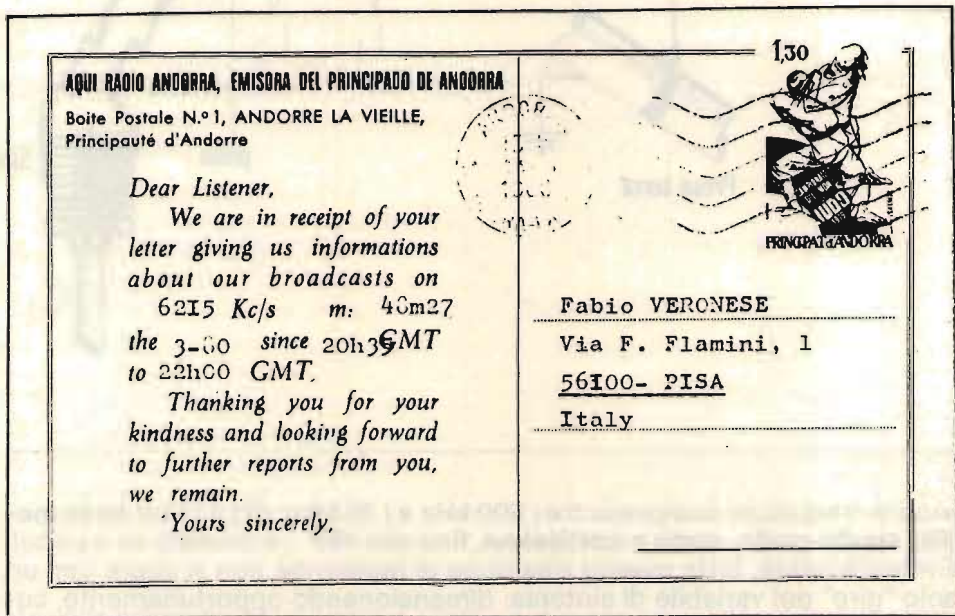 1,30
AQUI RADIO ANDORRA, EMISORA DEL PRINCIPADO DE ANDORRA
Boite Postale N.º 1, ANDORRE LA VIEILLE,
Principauté d'Andorre
Dear Listener,
We are in receipt of your
letter giving us informations
about our broadcasts on
6215 Kc/s m: 48m27
the 3-80 since 20h35 GMT
to 22h00 GMT.
Thanking you for your
kindness and looking forward
to further reports from you,
we remain.
Yours sincerely,
ANDOR
PRINCIPAT d'ANDORRA
Fabio VERONESE
Via F. Flamini, 1
56100- PISA
Italy